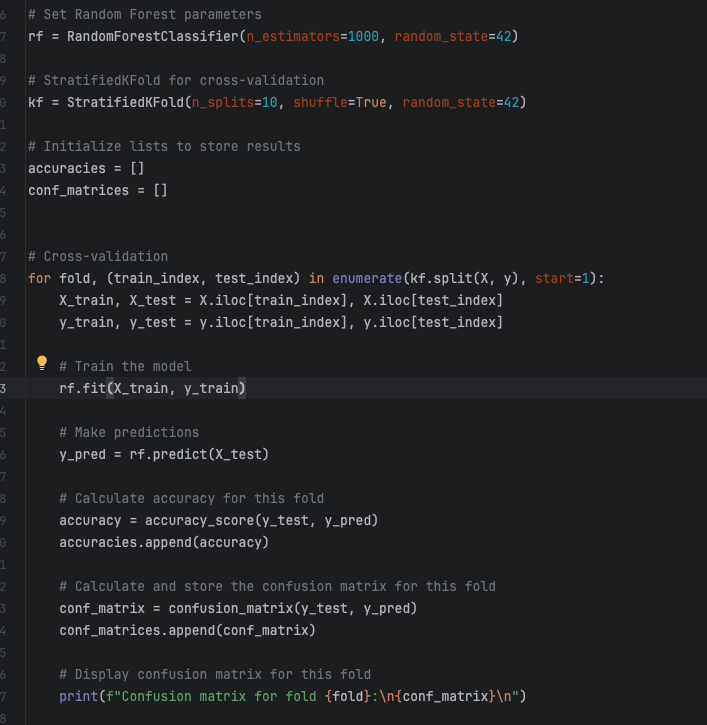 6 # Set Random Forest parameters
7 rf = RandomForestClassifier(n_estimators=1000, random_state=42)
8
9 # StratifiedKFold for cross-validation
0 kf = StratifiedKFold(n_splits=10, shuffle=True, random_state=42)
1
2 # Initialize lists to store results
3 accuracies = []
4 conf_matrices = []
5
6
7 # Cross-validation
8 for fold, (train_index, test_index) in enumerate(kf.split(X, y), start=1):
9     X_train, X_test = X.iloc[train_index], X.iloc[test_index]
0     y_train, y_test = y.iloc[train_index], y.iloc[test_index]
1
2     # Train the model
3     rf.fit(X_train, y_train)
4
5     # Make predictions
6     y_pred = rf.predict(X_test)
7
8     # Calculate accuracy for this fold
9     accuracy = accuracy_score(y_test, y_pred)
0     accuracies.append(accuracy)
1
2     # Calculate and store the confusion matrix for this fold
3     conf_matrix = confusion_matrix(y_test, y_pred)
4     conf_matrices.append(conf_matrix)
5
6     # Display confusion matrix for this fold
7     print(f"Confusion matrix for fold {fold}:\n{conf_matrix}\n")
8